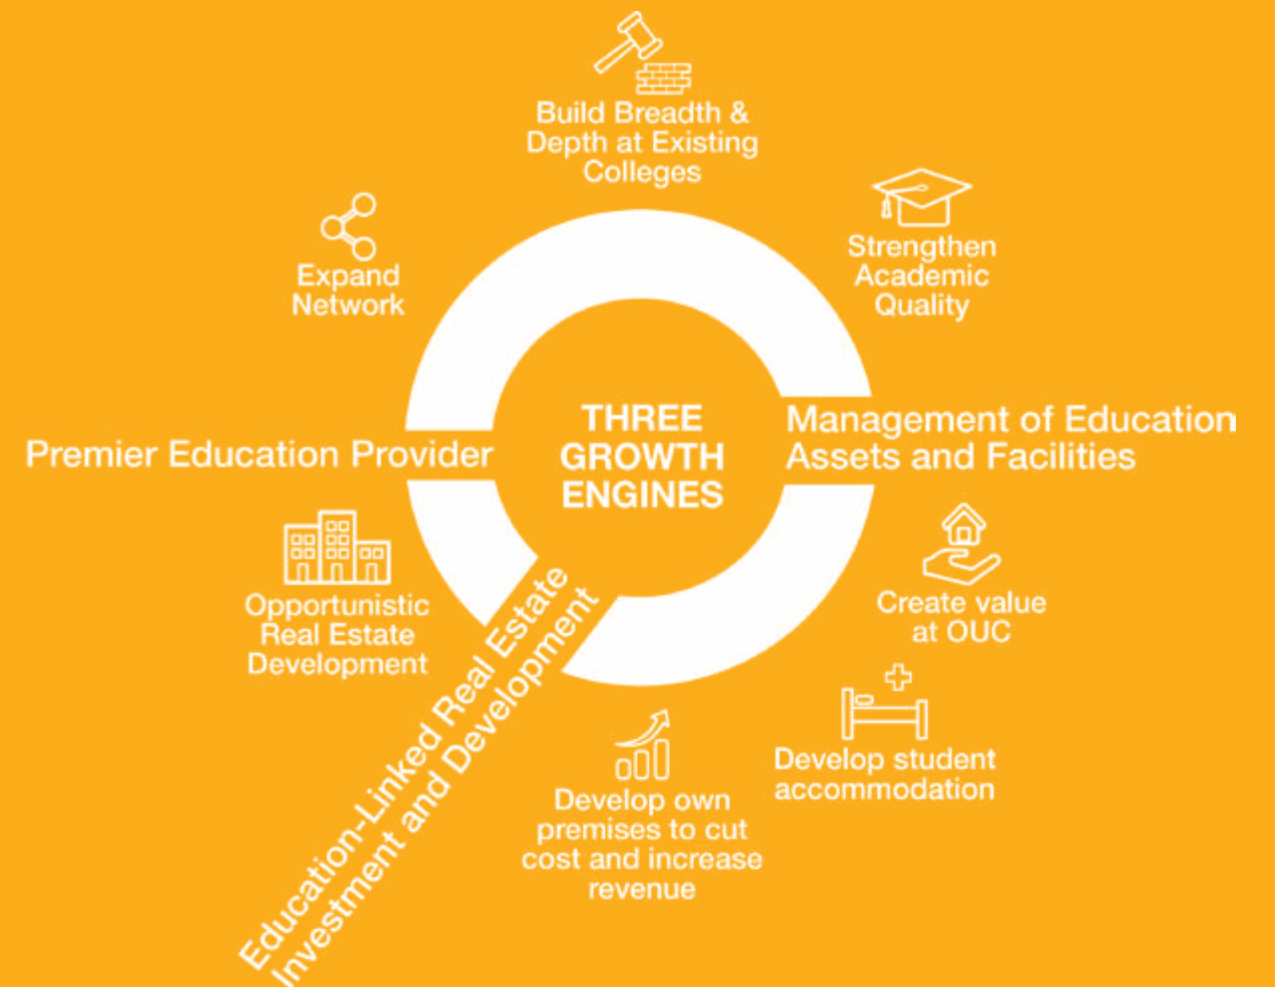 Build Breadth &
Depth at Existing
Colleges
Strengthen
Academic
Quality
Expand
Network
THREE
GROWTH
ENGINES
Management of Education
Assets and Facilities
Premier Education Provider
Opportunistic
Real Estate
Development
Create value
at OUC
Education-Linked Real Estate
Investment and Development
Develop student
accommodation
Develop own
premises to cut
cost and increase
revenue